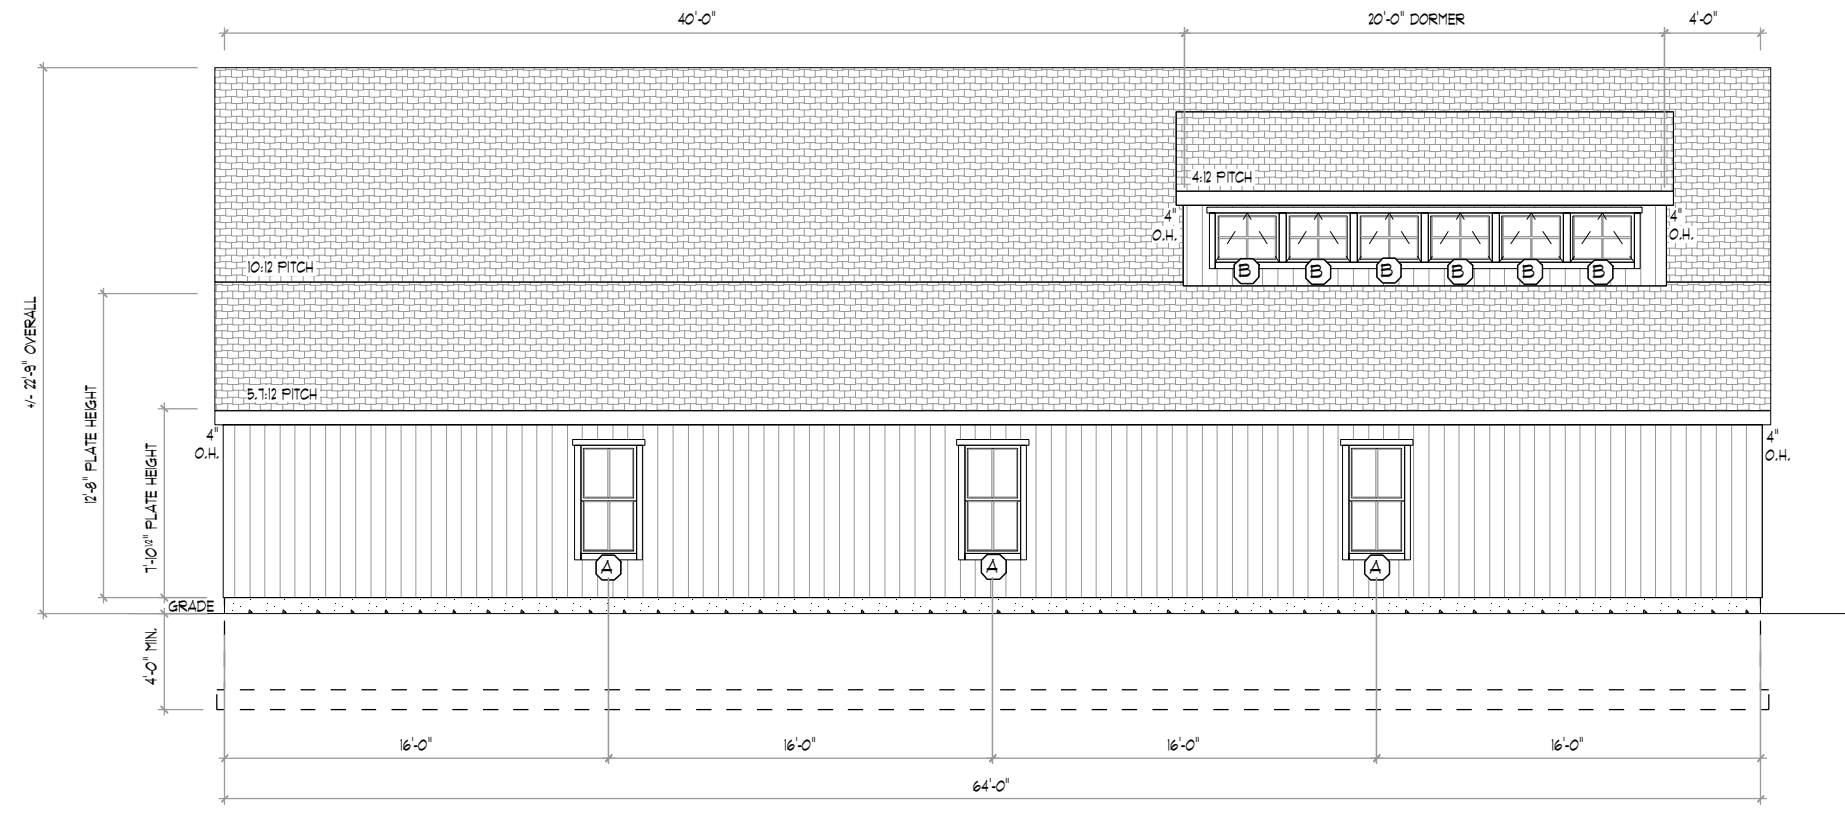 40'-0"
20'-0" DORMER
4'-0"
4:12 PITCH
4"
O.H.
4"
O.H.
10:12 PITCH
B
B
B
B
B
B
+/- 22'-9" OVERALL
12'-8" PLATE HEIGHT
7'-10 1/2" PLATE HEIGHT
5.7:12 PITCH
4"
O.H.
4"
O.H.
A
A
A
GRADE
4'-0" MIN.
16'-0"
16'-0"
16'-0"
16'-0"
64'-0"